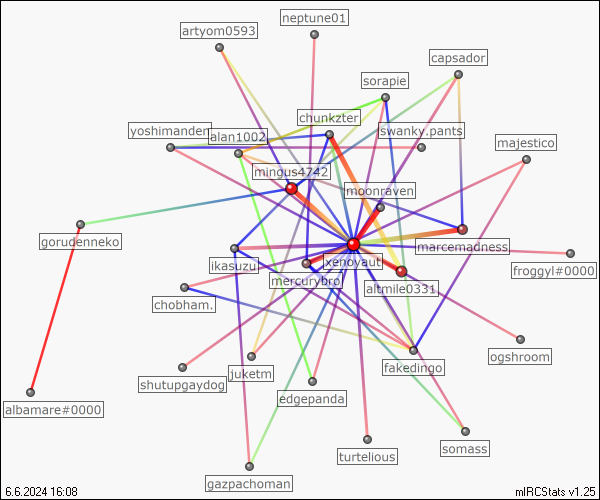 neptune01
artyom0593
capsador
sorapie
chunkzter
yoshimanden
alan1002
swanky.pants
majestico
mingus4742
moonraven
gorudenneko
marcemadness
xenoyaut
ikasuzu
mercurybro
froggyl#0000
altmile0331
chobham.
ogshroom
fakedingo
juketm
shutupgaydog
edgepanda
albamare#0000
somass
turtelious
gazpachoman
6.6.2024 16:08
mIRCStats v1.25